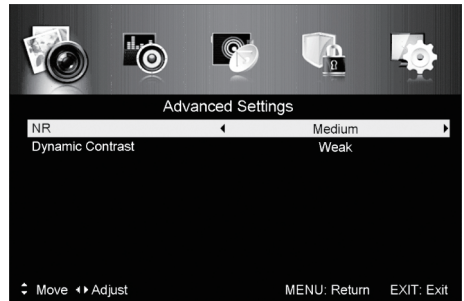 Advanced Settings
NR Medium
Dynamic Contrast Weak
Move Adjust MENU: Return EXIT: Exit